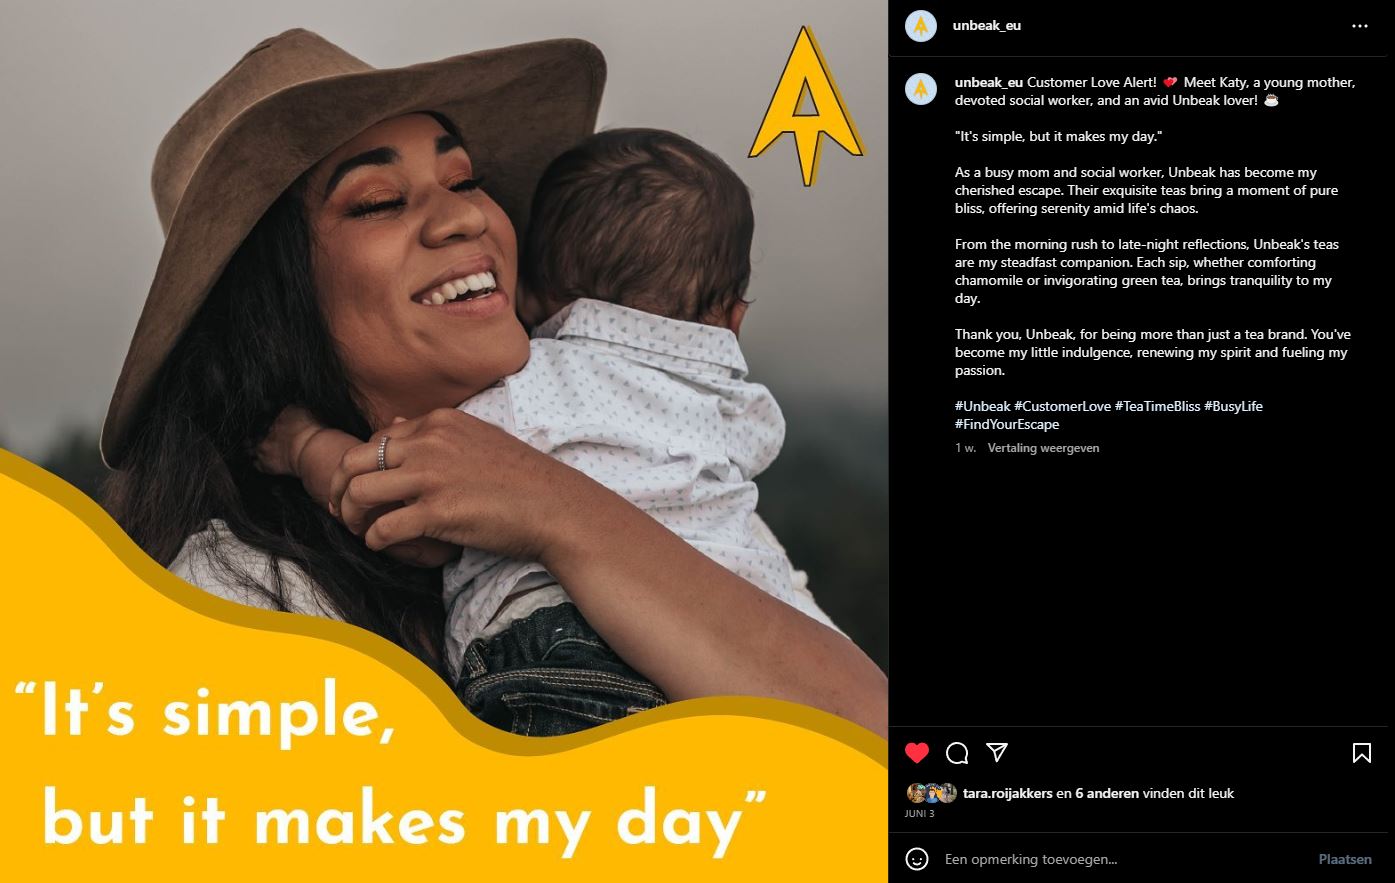 “It’s simple,
but it makes my day”
unbeak_eu
unbeak_eu Customer Love Alert! 💕 Meet Katy, a young mother,
devoted social worker, and an avid Unbeak lover! ☕
"It's simple, but it makes my day."
As a busy mom and social worker, Unbeak has become my
cherished escape. Their exquisite teas bring a moment of pure
bliss, offering serenity amid life's chaos.
From the morning rush to late-night reflections, Unbeak's teas
are my steadfast companion. Each sip, whether comforting
chamomile or invigorating green tea, brings tranquility to my
day.
Thank you, Unbeak, for being more than just a tea brand. You've
become my little indulgence, renewing my spirit and fueling my
passion.
#Unbeak #CustomerLove #TeaTimeBliss #BusyLife
#FindYourEscape
1 w. Vertaling weergeven
tara.roijakkers en 6 anderen vinden dit leuk
JUNI 3
Een opmerking toevoegen...
Plaatsen